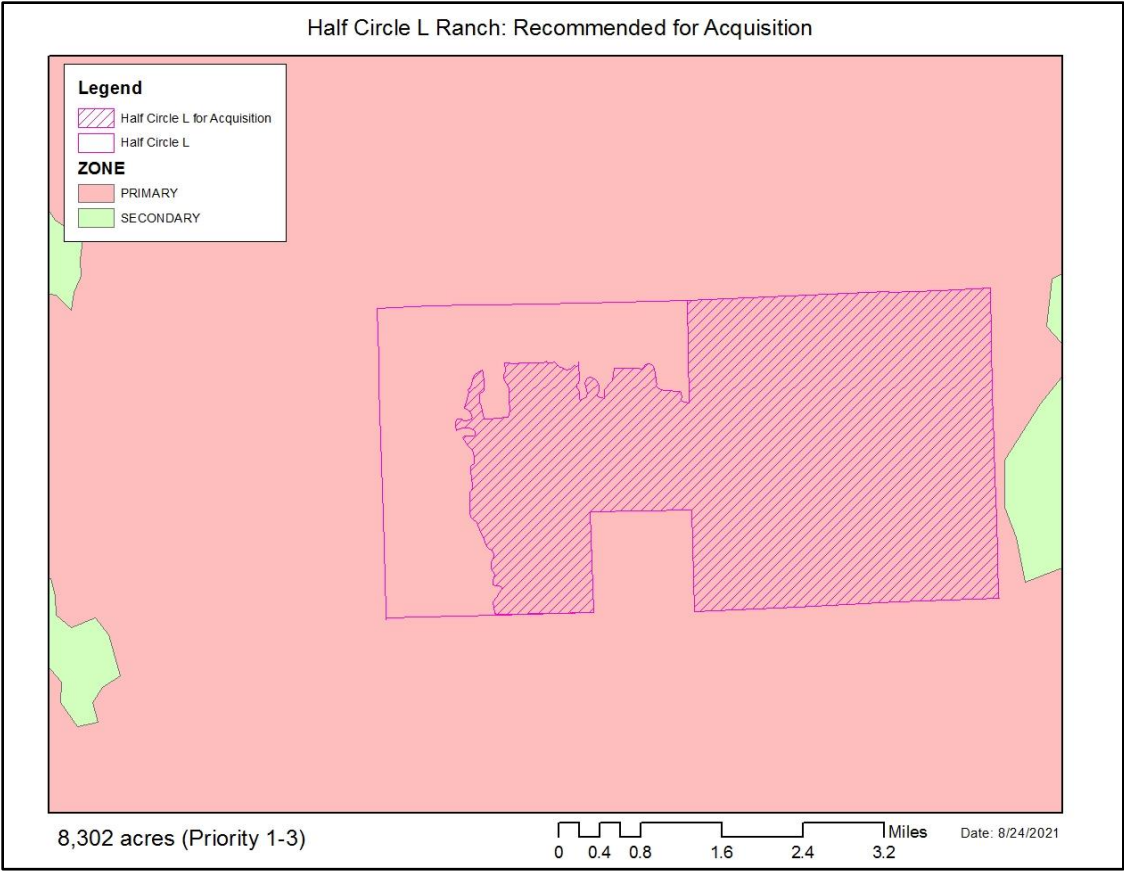 Half Circle L Ranch: Recommended for Acquisition
Legend
Half Circle L for Acquisition
Half Circle L
ZONE
PRIMARY
SECONDARY
8,302 acres (Priority 1-3)
0 0.4 0.8 1.6 2.4 3.2 Miles
Date: 8/24/2021